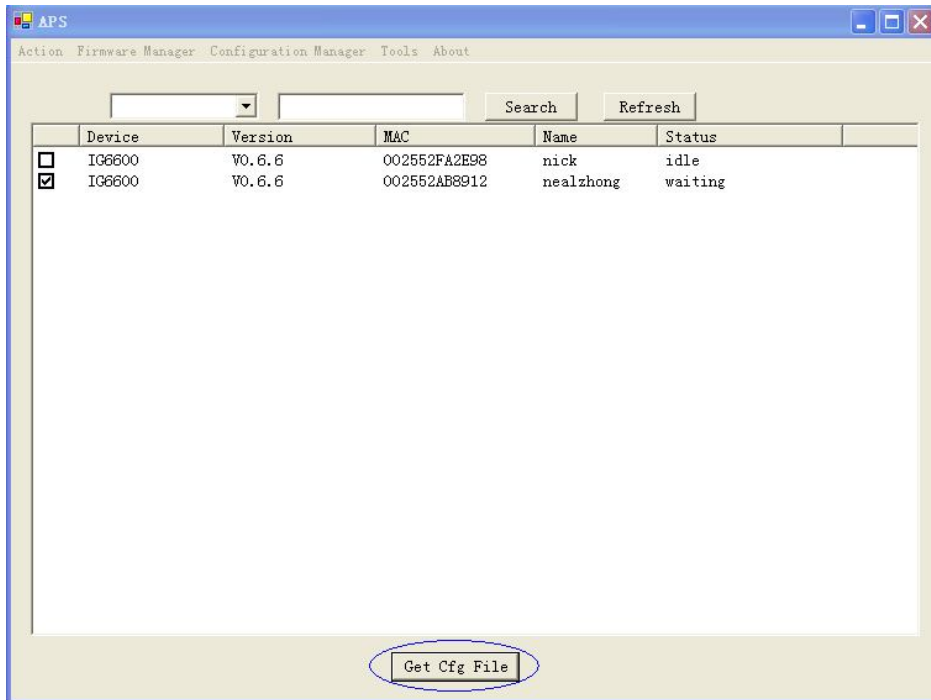 APS
Action Firmware Manager Configuration Manager Tools About
Search Refresh
Device Version MAC Name Status
IG6600 V0.6.6 002552FA2E98 nick idle
IG6600 V0.6.6 002552AB8912 nealzhong waiting
Get Cfg File